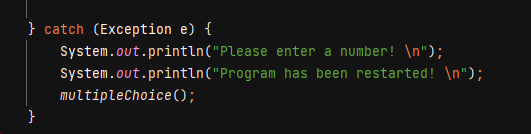 } catch (Exception e) {
System.out.println("Please enter a number! \n");
System.out.println("Program has been restarted! \n");
multipleChoice();
}